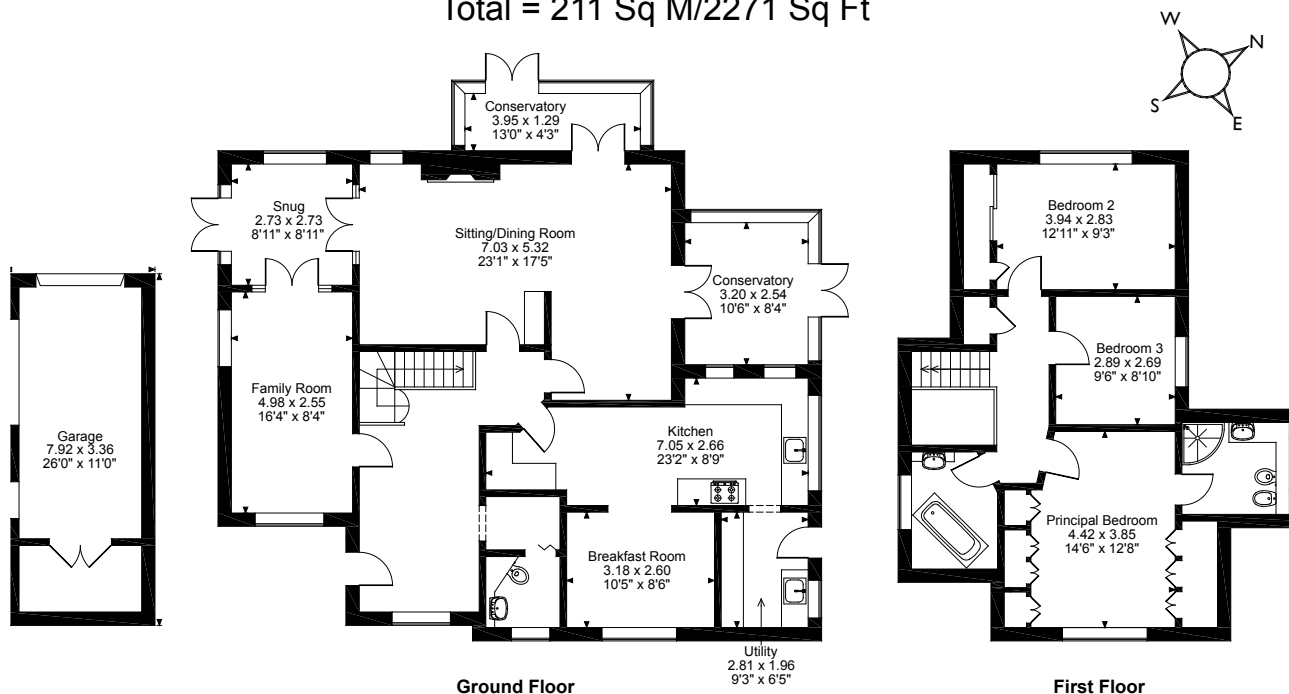 Total = 211 Sq M/2271 Sq Ft
W
N
S
E
Conservatory
3.95 x 1.29
13'0" x 4'3"
Snug
2.73 x 2.73
8'11" x 8'11"
Sitting/Dining Room
7.03 x 5.32
23'1" x 17'5"
Conservatory
3.20 x 2.54
10'6" x 8'4"
Family Room
4.98 x 2.55
16'4" x 8'4"
Garage
7.92 x 3.36
26'0" x 11'0"
Kitchen
7.05 x 2.66
23'2" x 8'9"
Breakfast Room
3.18 x 2.60
10'5" x 8'6"
Utility
2.81 x 1.96
9'3" x 6'5"
Ground Floor
Bedroom 2
3.94 x 2.83
12'11" x 9'3"
Bedroom 3
2.89 x 2.69
9'6" x 8'10"
Principal Bedroom
4.42 x 3.85
14'6" x 12'8"
First Floor